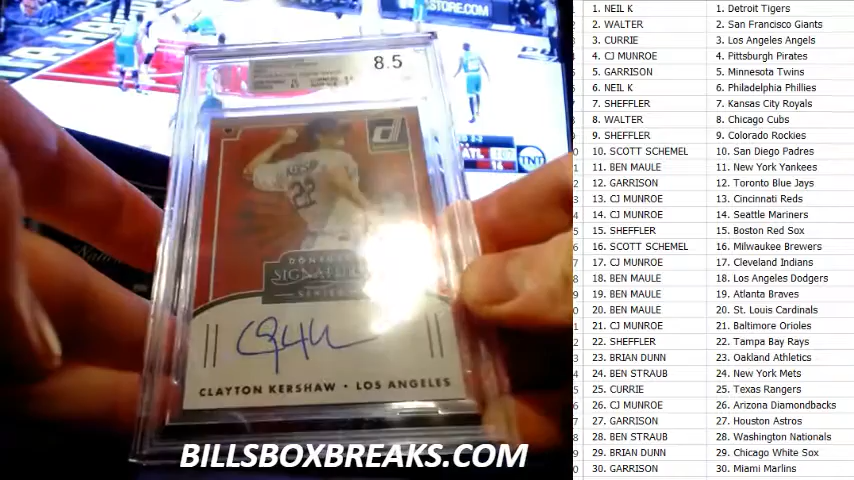 8.5
KERSHAW
22
DONRUSS
SIGNATURE
SERIES
CLAYTON KERSHAW • LOS ANGELES
ATL 107
14
TNT
BILLSBOXBREAKS.COM
1. NEIL K 1. Detroit Tigers
2. WALTER 2. San Francisco Giants
3. CURRIE 3. Los Angeles Angels
4. CJ MUNROE 4. Pittsburgh Pirates
5. GARRISON 5. Minnesota Twins
6. NEIL K 6. Philadelphia Phillies
7. SHEFFLER 7. Kansas City Royals
8. WALTER 8. Chicago Cubs
9. SHEFFLER 9. Colorado Rockies
10. SCOTT SCHEMEL 10. San Diego Padres
11. BEN MAULE 11. New York Yankees
12. GARRISON 12. Toronto Blue Jays
13. CJ MUNROE 13. Cincinnati Reds
14. CJ MUNROE 14. Seattle Mariners
15. SHEFFLER 15. Boston Red Sox
16. SCOTT SCHEMEL 16. Milwaukee Brewers
17. CJ MUNROE 17. Cleveland Indians
18. BEN MAULE 18. Los Angeles Dodgers
19. BEN MAULE 19. Atlanta Braves
20. BEN MAULE 20. St. Louis Cardinals
21. CJ MUNROE 21. Baltimore Orioles
22. SHEFFLER 22. Tampa Bay Rays
23. BRIAN DUNN 23. Oakland Athletics
24. BEN STRAUB 24. New York Mets
25. CURRIE 25. Texas Rangers
26. CJ MUNROE 26. Arizona Diamondbacks
27. GARRISON 27. Houston Astros
28. BEN STRAUB 28. Washington Nationals
29. BRIAN DUNN 29. Chicago White Sox
30. GARRISON 30. Miami Marlins